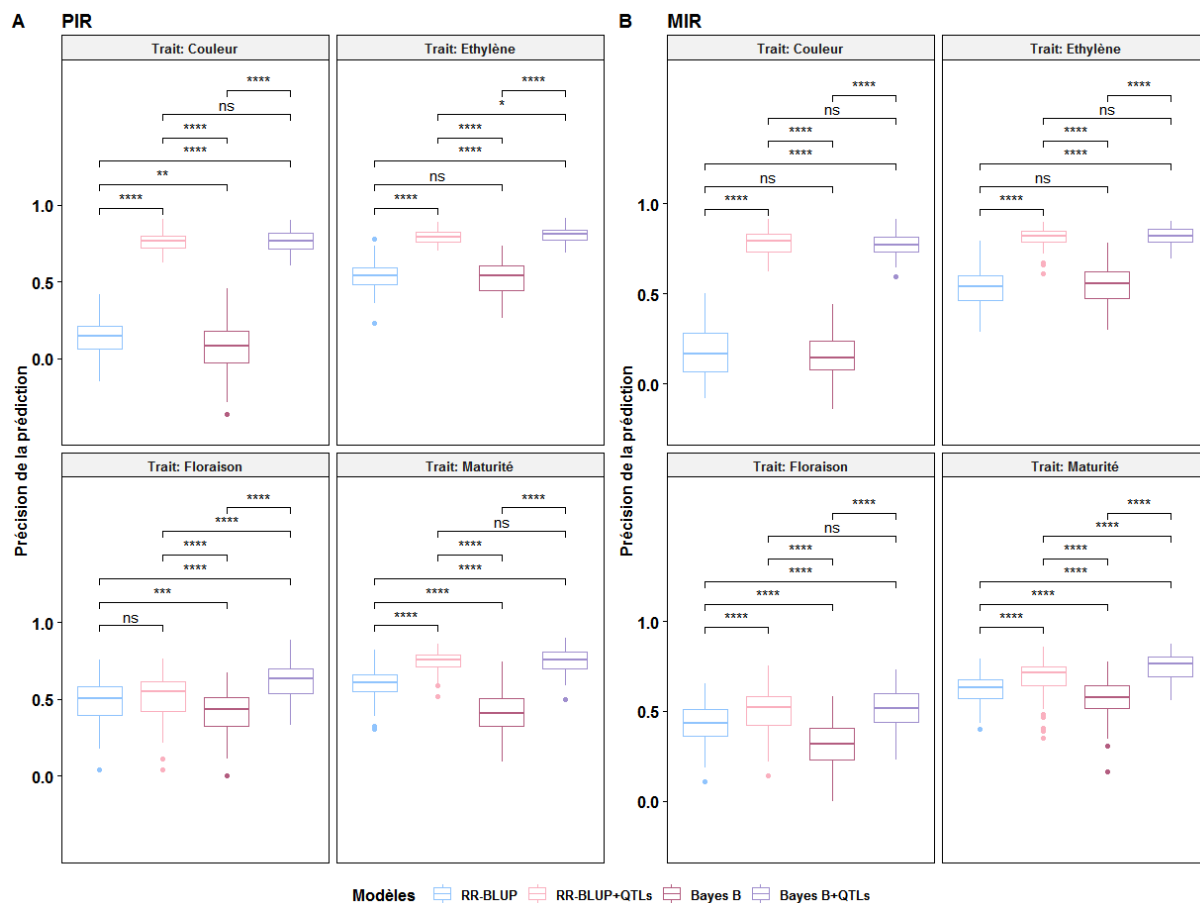 A PIR
Trait: Couleur
****
ns
****
****
**
****
Trait: Ethylène
****
*
****
****
ns
****
1.0
0.5
0.0
Trait: Floraison
****
****
****
****
***
ns
Trait: Maturité
****
ns
****
****
****
****
1.0
0.5
0.0
Précision de la prédiction
B MIR
Trait: Couleur
****
ns
****
****
ns
****
Trait: Ethylène
****
ns
****
****
ns
****
1.0
0.5
0.0
Trait: Floraison
****
ns
****
****
****
****
Trait: Maturité
****
****
****
****
****
****
1.0
0.5
0.0
Précision de la prédiction
Modèles RR-BLUP RR-BLUP+QTLs Bayes B Bayes B+QTLs